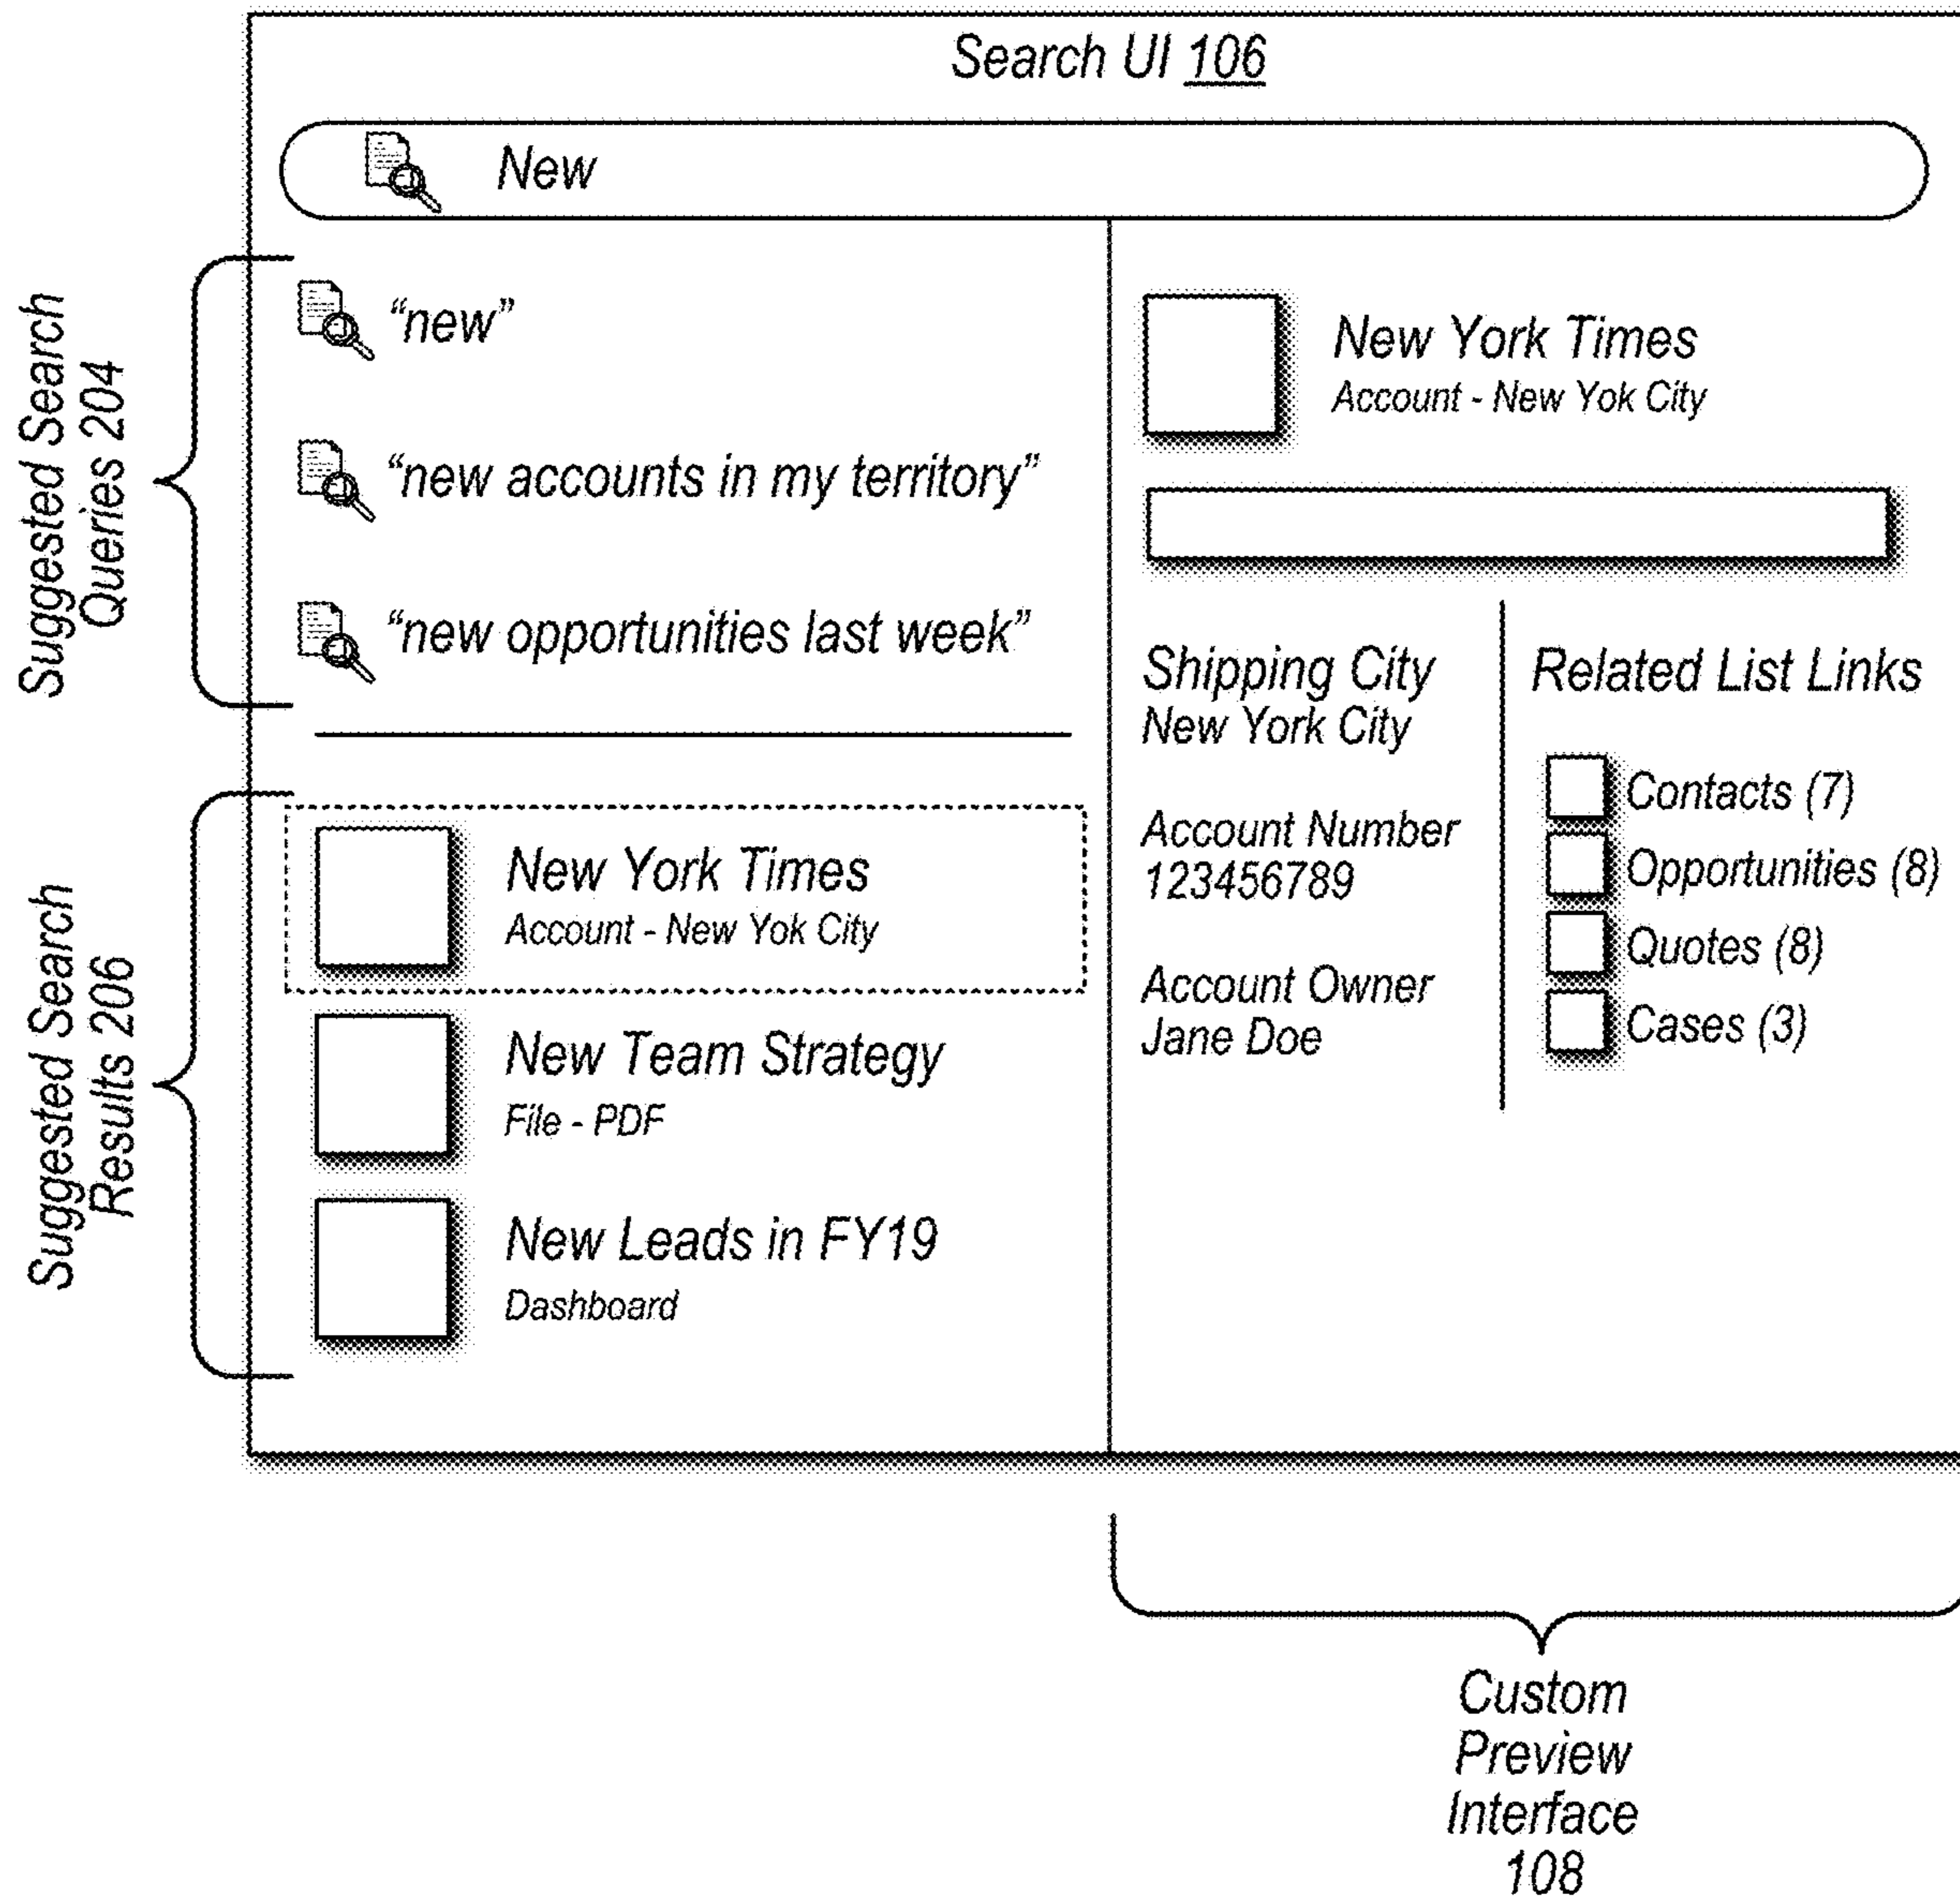 Search UI 106
New
Suggested Search
Queries 204
“new”
“new accounts in my territory”
“new opportunities last week”
Suggested Search
Results 206
New York Times
Account - New Yok City
New Team Strategy
File - PDF
New Leads in FY19
Dashboard
New York Times
Account - New Yok City
Shipping City
New York City
Account Number
123456789
Account Owner
Jane Doe
Related List Links
Contacts (7)
Opportunities (8)
Quotes (8)
Cases (3)
Custom
Preview
Interface
108